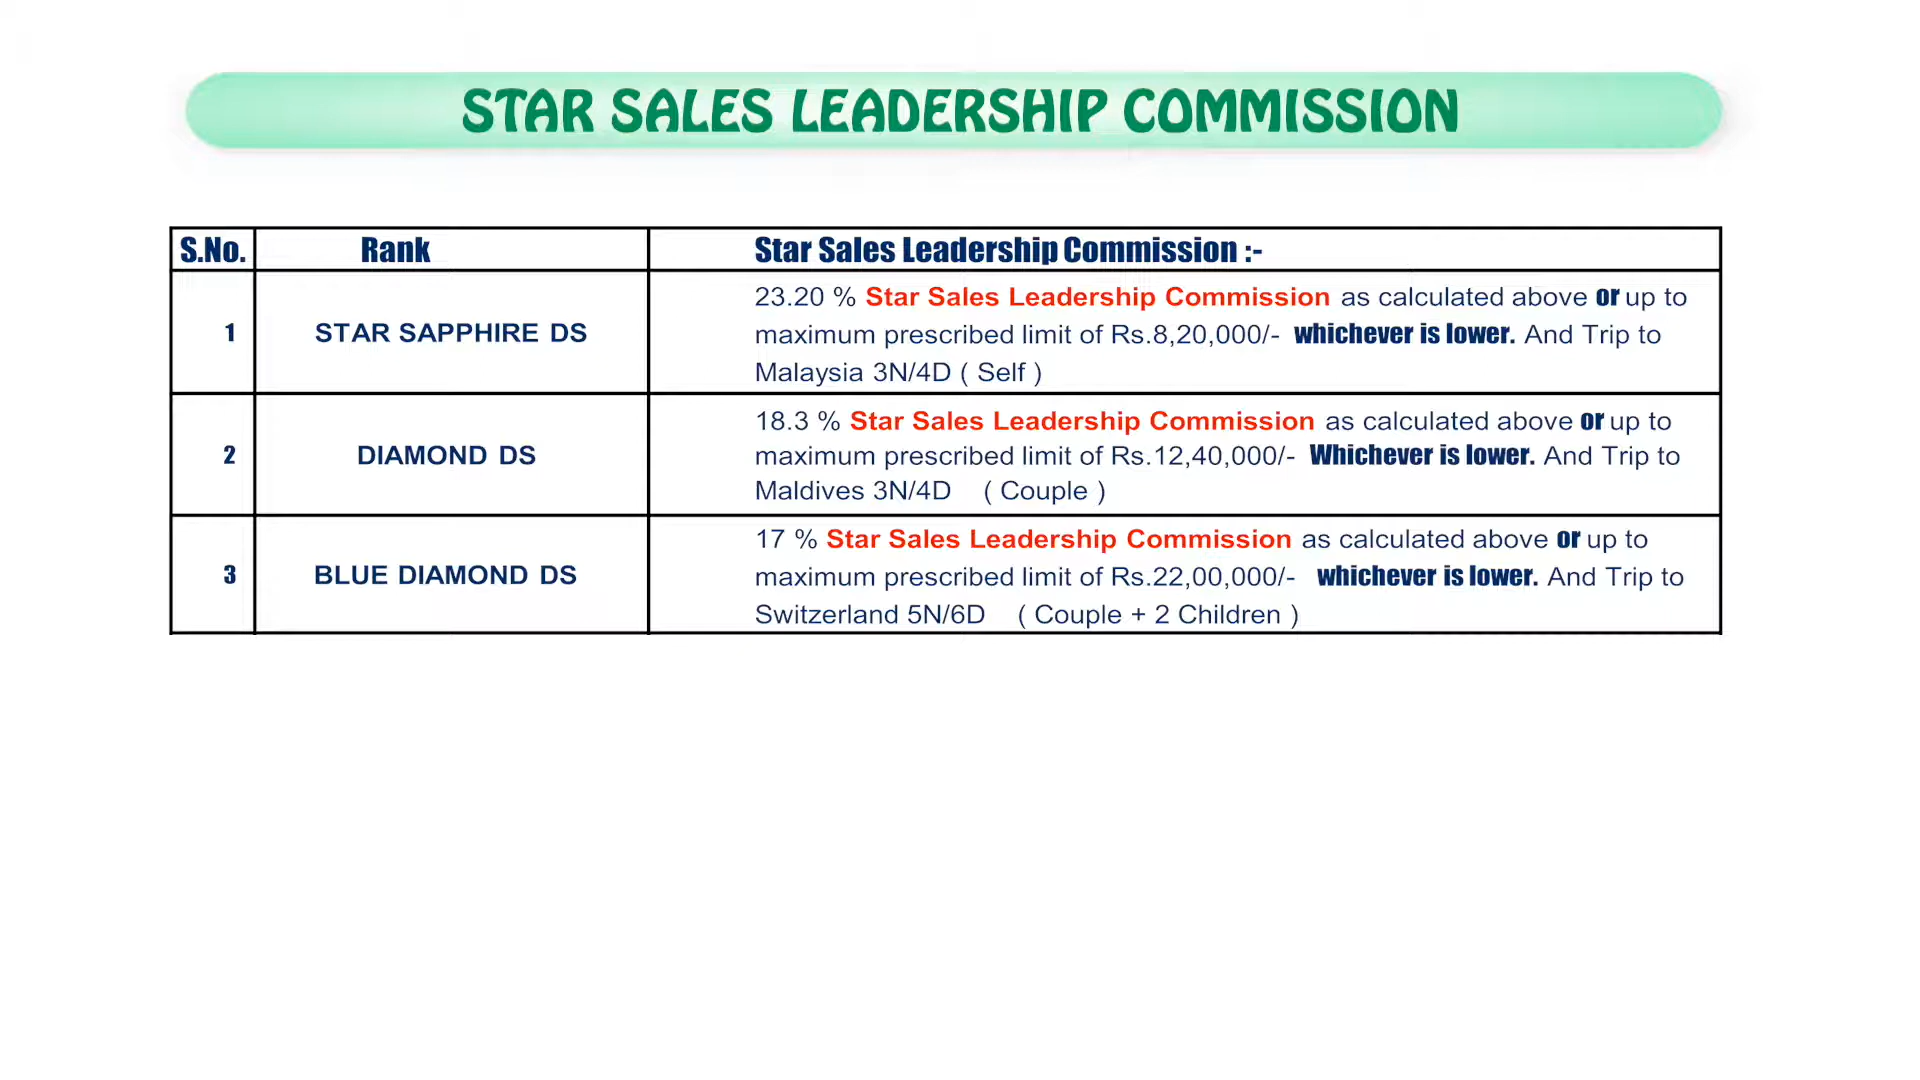 STAR SALES LEADERSHIP COMMISSION
S.No. Rank Star Sales Leadership Commission :-
1 STAR SAPPHIRE DS 23.20 % Star Sales Leadership Commission as calculated above or up to
maximum prescribed limit of Rs.8,20,000/- whichever is lower. And Trip to
Malaysia 3N/4D ( Self )
2 DIAMOND DS 18.3 % Star Sales Leadership Commission as calculated above or up to
maximum prescribed limit of Rs.12,40,000/- Whichever is lower. And Trip to
Maldives 3N/4D ( Couple )
3 BLUE DIAMOND DS 17 % Star Sales Leadership Commission as calculated above or up to
maximum prescribed limit of Rs.22,00,000/- whichever is lower. And Trip to
Switzerland 5N/6D ( Couple + 2 Children )